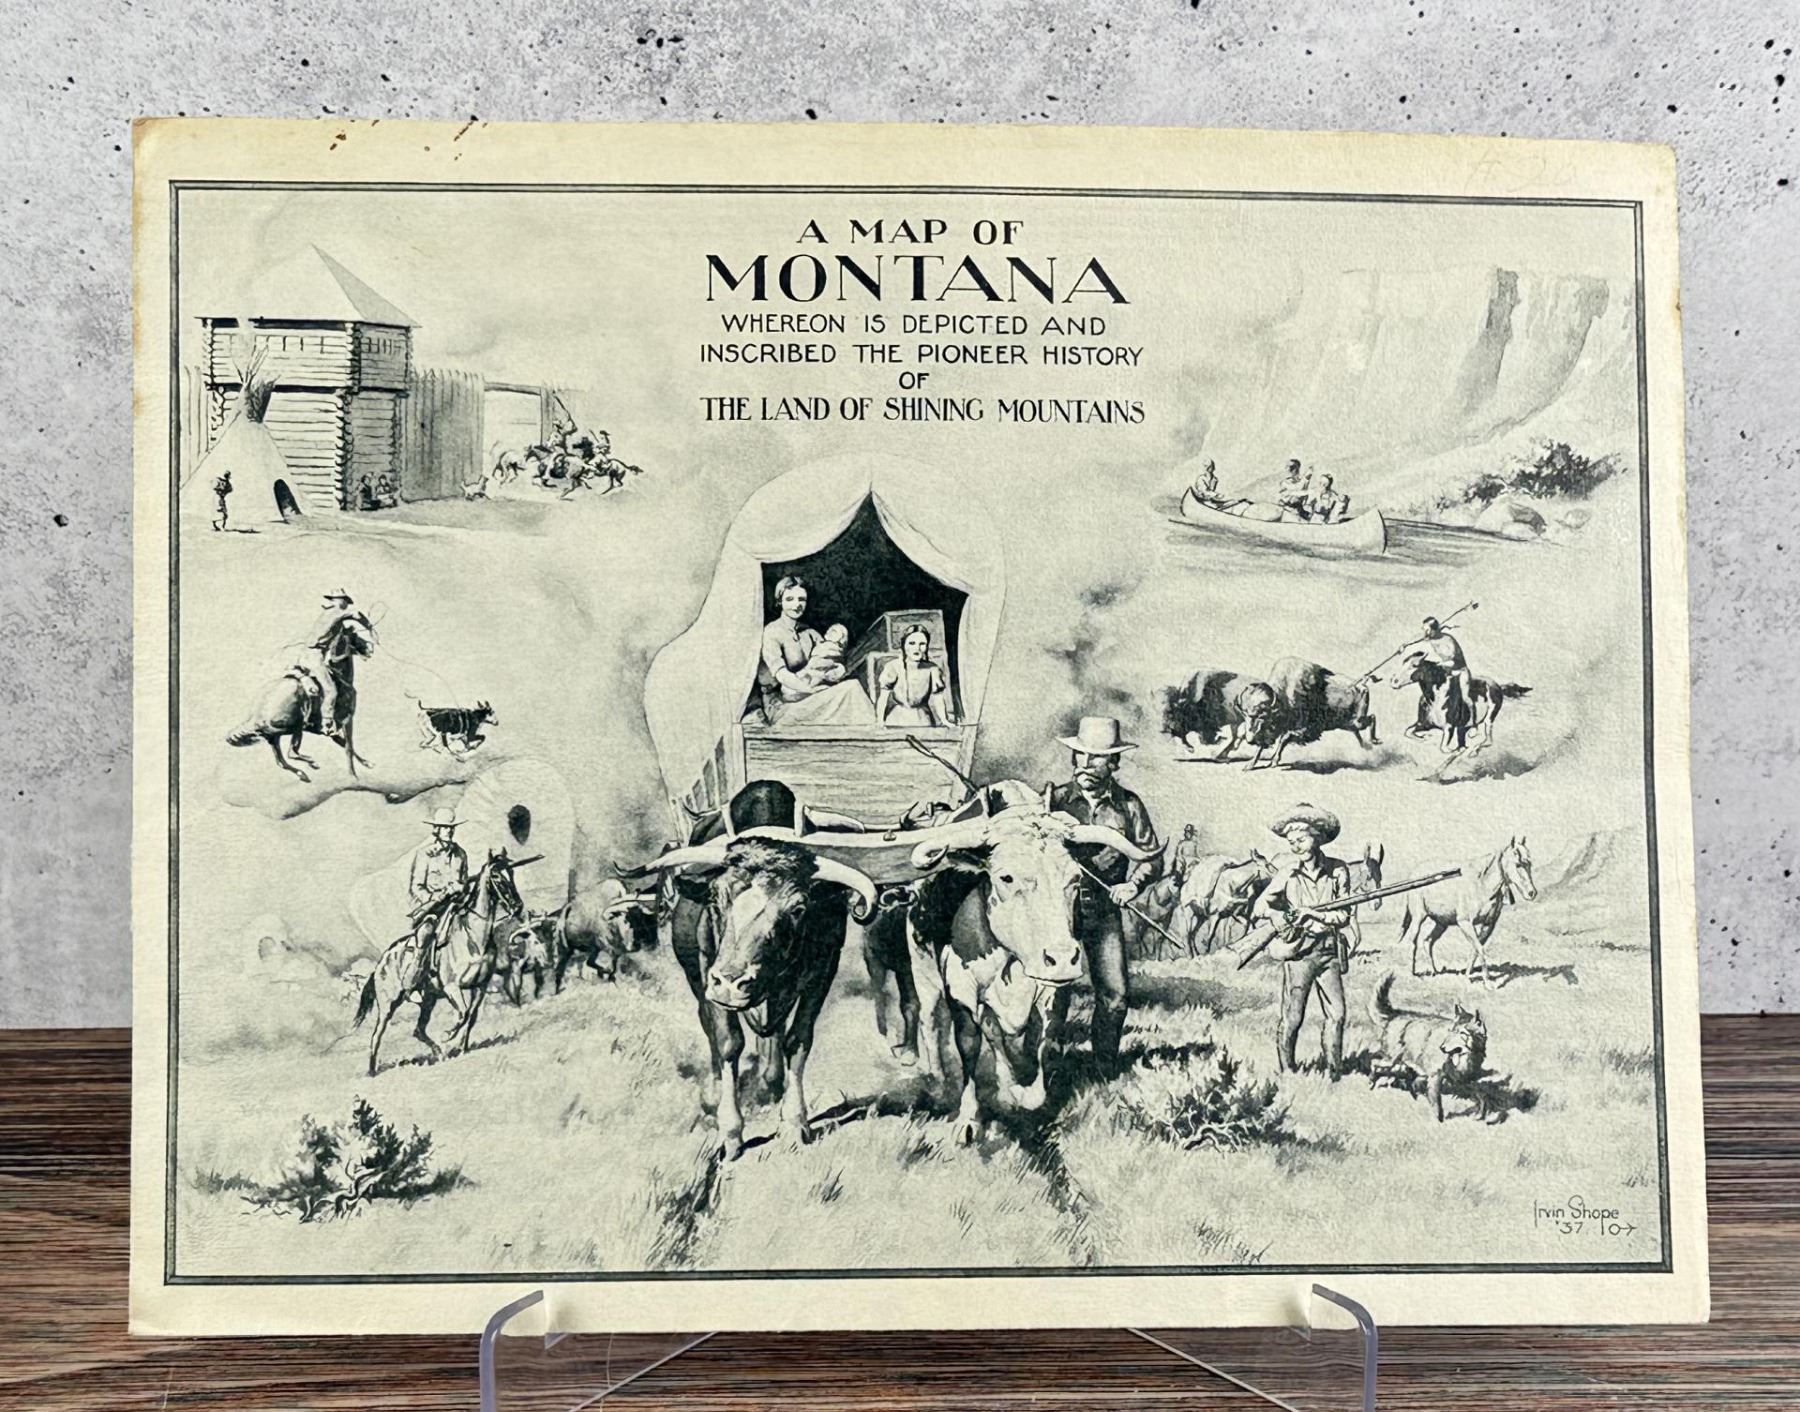 A MAP OF
MONTANA
WHEREON IS DEPICTED AND
INSCRIBED THE PIONEER HISTORY
OF
THE LAND OF SHINING MOUNTAINS
Irvin Shope
'37